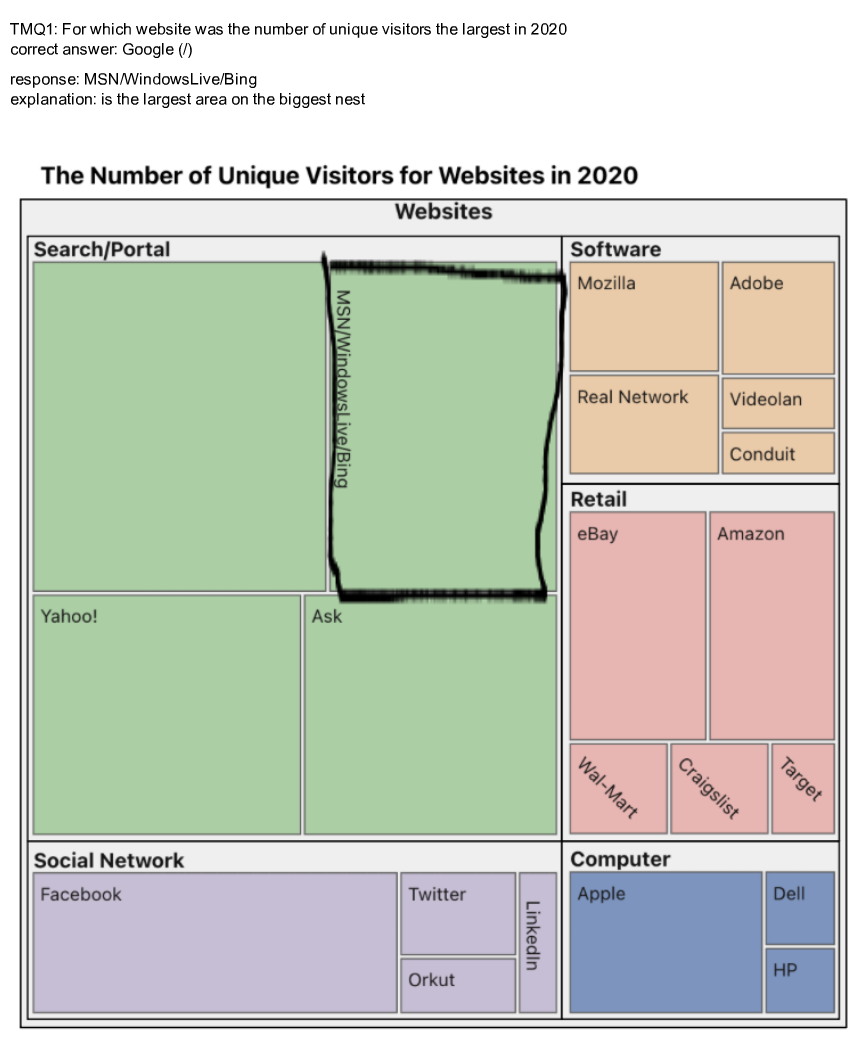 TMQ1: For which website was the number of unique visitors the largest in 2020
correct answer: Google (/)
response: MSN/WindowsLive/Bing
explanation: is the largest area on the biggest nest
The Number of Unique Visitors for Websites in 2020
Websites
Search/Portal
MSN/WindowsLive/Bing
Yahoo!
Ask
Software
Mozilla
Adobe
Real Network
Videolan
Conduit
Retail
eBay
Amazon
Wal-Mart
Craigslist
Target
Social Network
Facebook
Twitter
Orkut
LinkedIn
Computer
Apple
Dell
HP